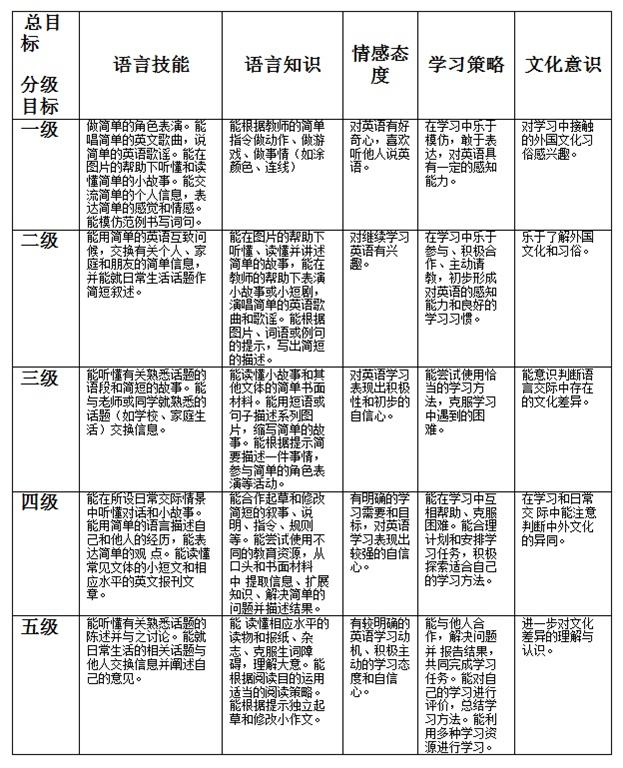 总目
标
分级
目标
语言技能
语言知识
情感态
度
学习策略
文化意识
一级
做简单的角色表演。能
唱简单的英文歌曲，说
简单的英语歌谣。能在
图片的帮助下听懂和读
懂简单的小故事。能交
流简单的个人信息，表
达简单的感觉和情感。
能模仿范例书写词句。
能根据教师的简单
指令做动作、做游
戏、做事情（如涂
颜色、连线）
对英语有好
奇心，喜欢
听他人说英
语。
在学习中乐于
模仿，敢于表
达，对英语具
有一定的感知
能力。
对学习中接触
的外国文化习
俗感兴趣。
二级
能用简单的英语互致问
候，交换有关个人、家
庭和朋友的简单信息，
并能就日常生活话题作
简短叙述。
能在图片的帮助下
听懂、读懂并讲述
简单的故事，能在
教师的帮助下表演
小故事或小短剧，
演唱简单的英语歌
曲和歌谣。能根据
图片、词语或例句
的提示，写出简短
的描述。
对继续学习
英语有兴
趣。
在学习中乐于
参与、积极合
作、主动请
教，初步形成
对英语的感知
能力和良好的
学习习惯。
乐于了解外国
文化和习俗。
三级
能听懂有关熟悉话题的
语段和简短的故事。能
与老师或同学就熟悉的
话题（如学校、家庭生
活）交换信息。
能读懂小故事和其
他文体的简单书面
材料。能用短语或
句子描述系列图
片，缩写简单的故
事。能根据提示简
要描述一件事情，
参与简单的角色表
演等活动。
对英语学习
表现出积极
性和初步的
自信心。
能尝试使用恰
当的学习方
法，克服学习
中遇到的困
难。
能意识判断语
言交际中存在
的文化差异。
四级
能在所设日常交际情景
中听懂对话和小故事。
能用简单的语言描述自
己和他人的经历，能表
达简单的观 点。能读懂
常见文体的小短文和相
应水平的英文报刊文
章。
能合作起草和修改
简短的叙事、说
明、指令、规则
等。能尝试使用不
同的教育资源，从
口头和书面材料
中 提取信息、扩展
知识、解决简单的
问题并描述结果。
有明确的学
习需要和目
标，对英语
学习表现出
较强的自信
心。
能在学习中互
相帮助、克服
困难。能合理
计划和安排学
习任务，积极
探索适合自己
的学习方法。
在学习和日常
交 际中能注意
判断中外文化
的异同。
五级
能听懂有关熟悉话题的
陈述并与之讨论。能就
日常生活的相关话题与
他人交换信息并阐述自
己的意见。
能 读懂相应水平的
读物和报纸、杂
志、克服生词障
碍，理解大意。能
根据阅读目的运用
适当的阅读策略。
能根据提示独立起
草和修改小作文。
有较明确的
英语学习动
机、积极主
动的学习态
度和自信
心。
能与他人合
作，解决问题
并 报告结果，
共同完成学习
任务。能对自
己的学习进行
评价，总结学
习方法。能利
用多种学习资
源进行学习。
进一步对文化
差异的理解与
认识。